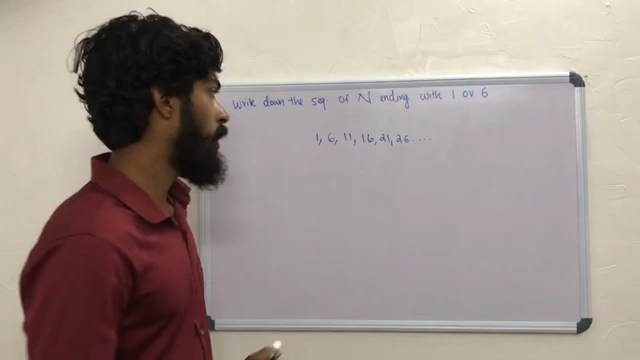 Write down the seq. of N ending with 1 or 6
1, 6, 11, 16, 21, 26....